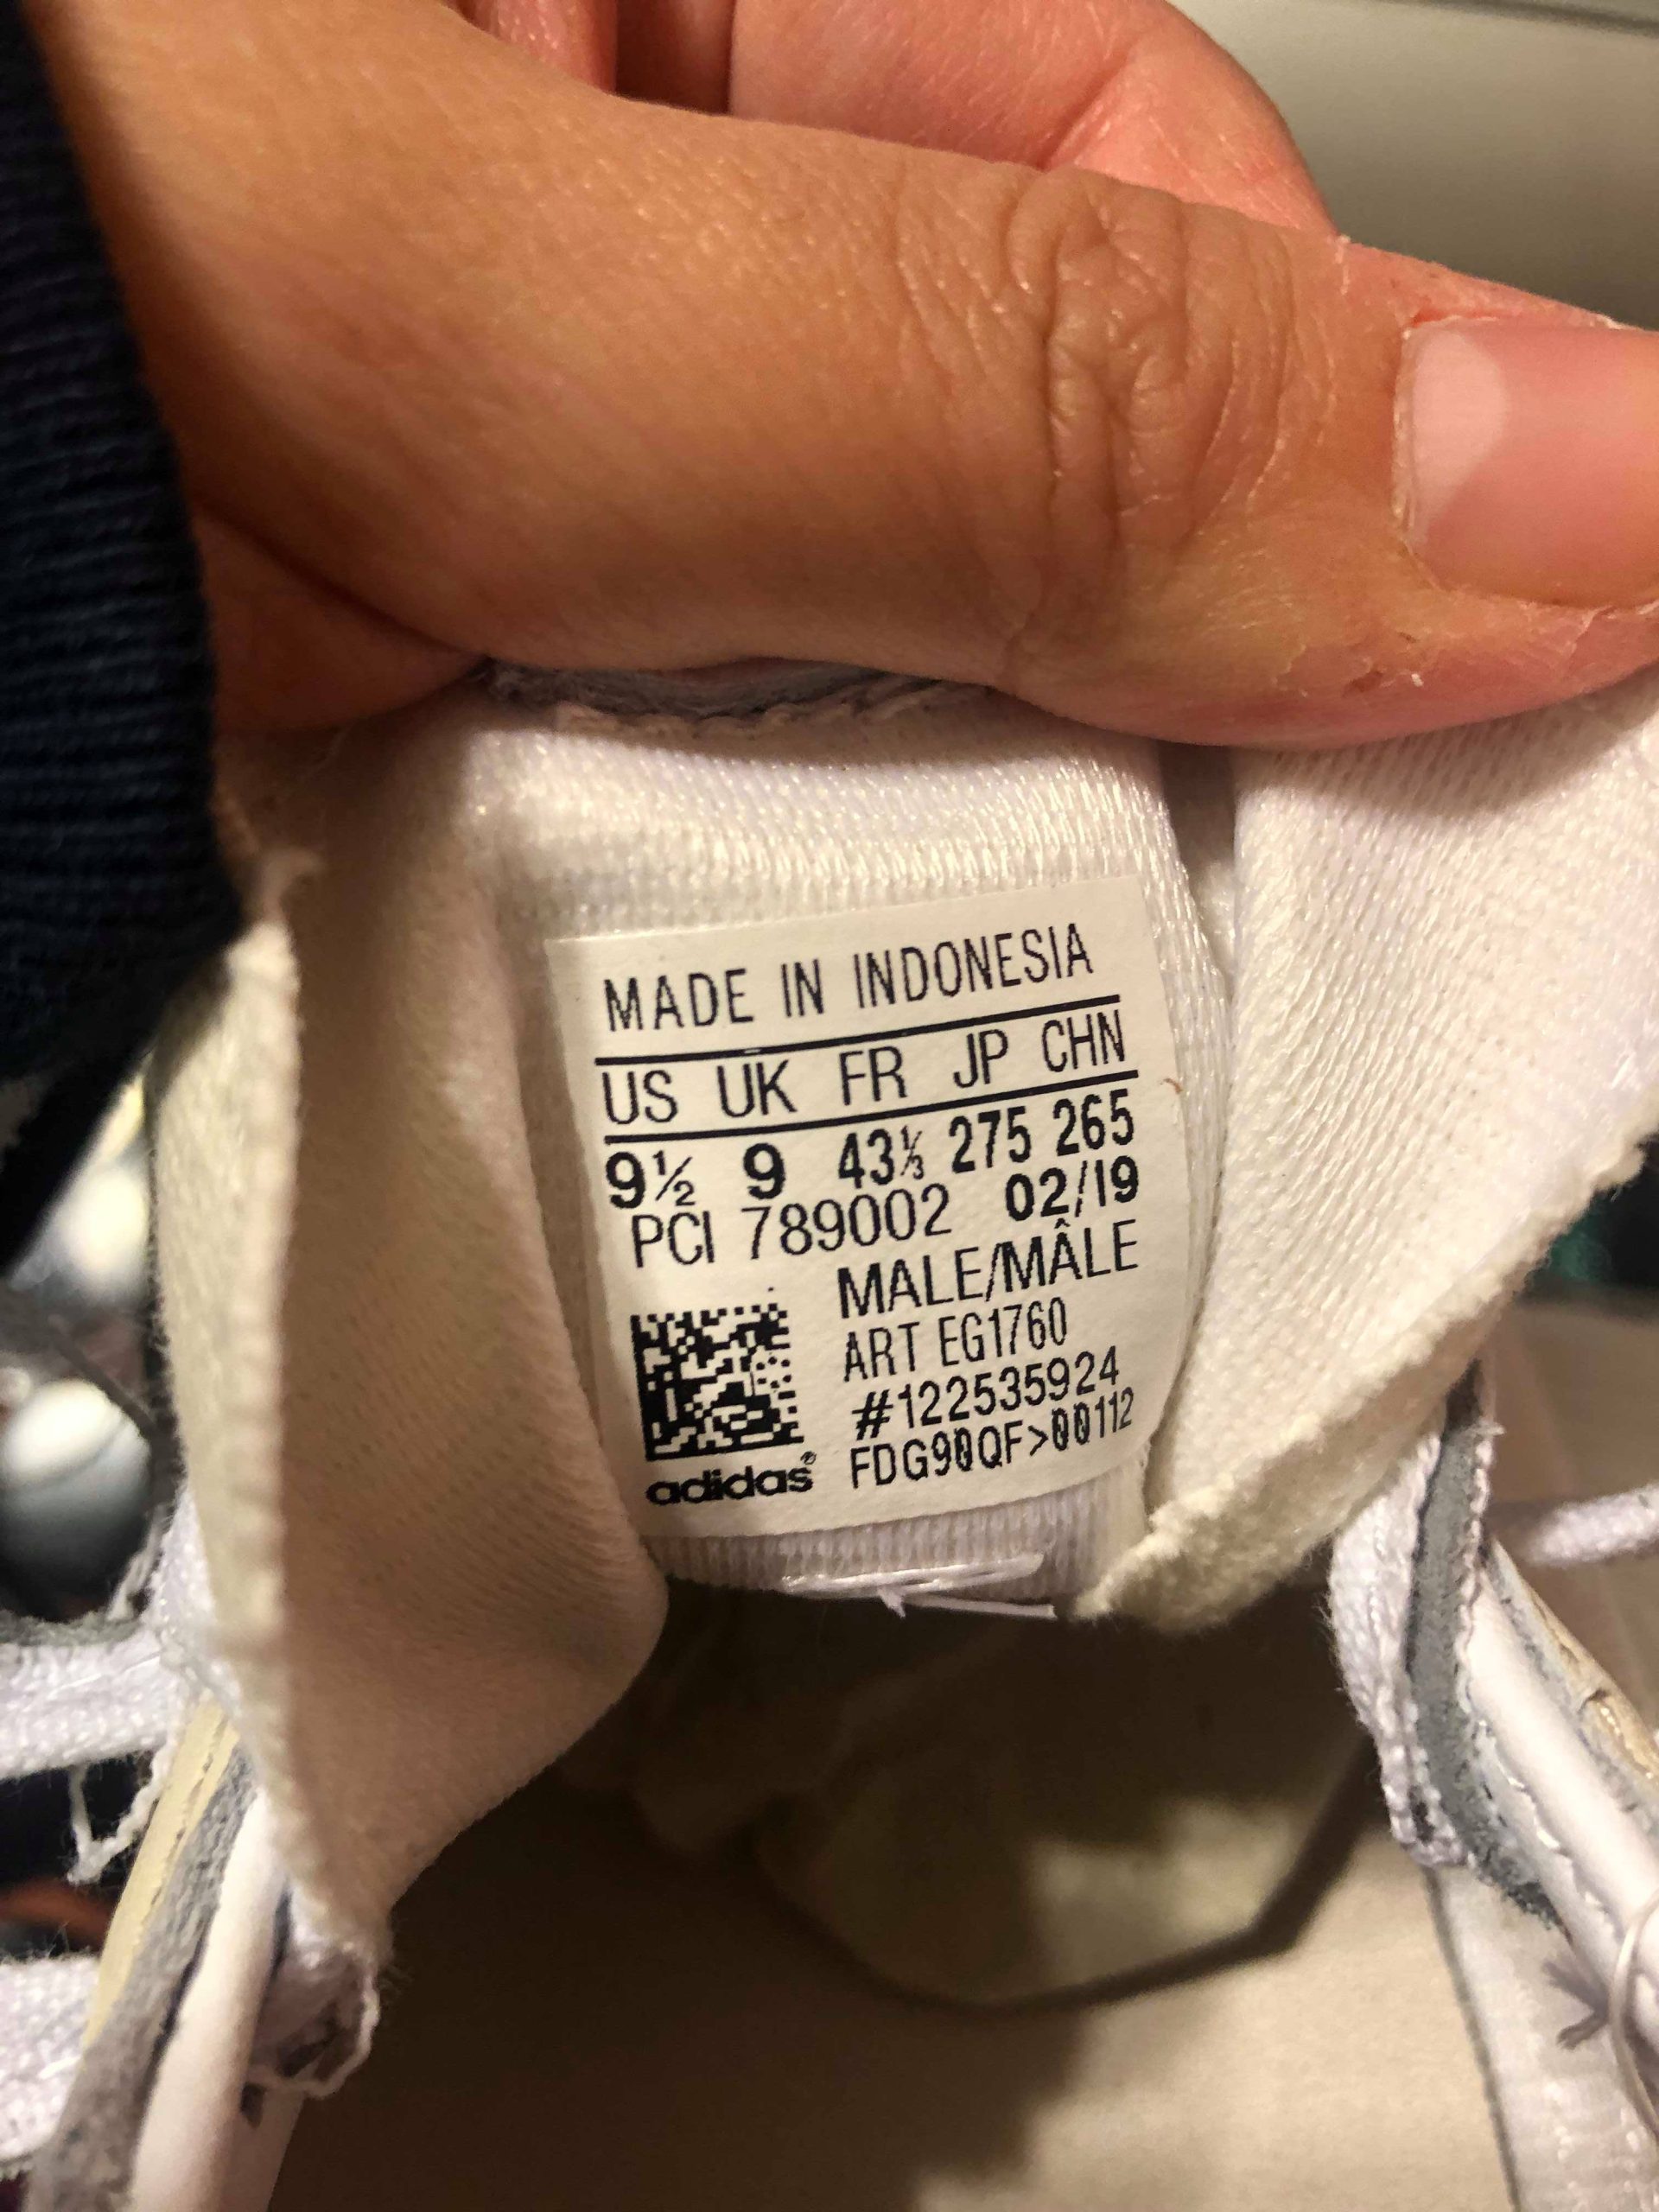 MADE IN INDONESIA
US UK FR JP CHN
9½ 9 43⅓ 275 265
PCI 789002 02/19
MALE/MÂLE
ART EG1760
#122535924
FDG90QF>00112
adidas®